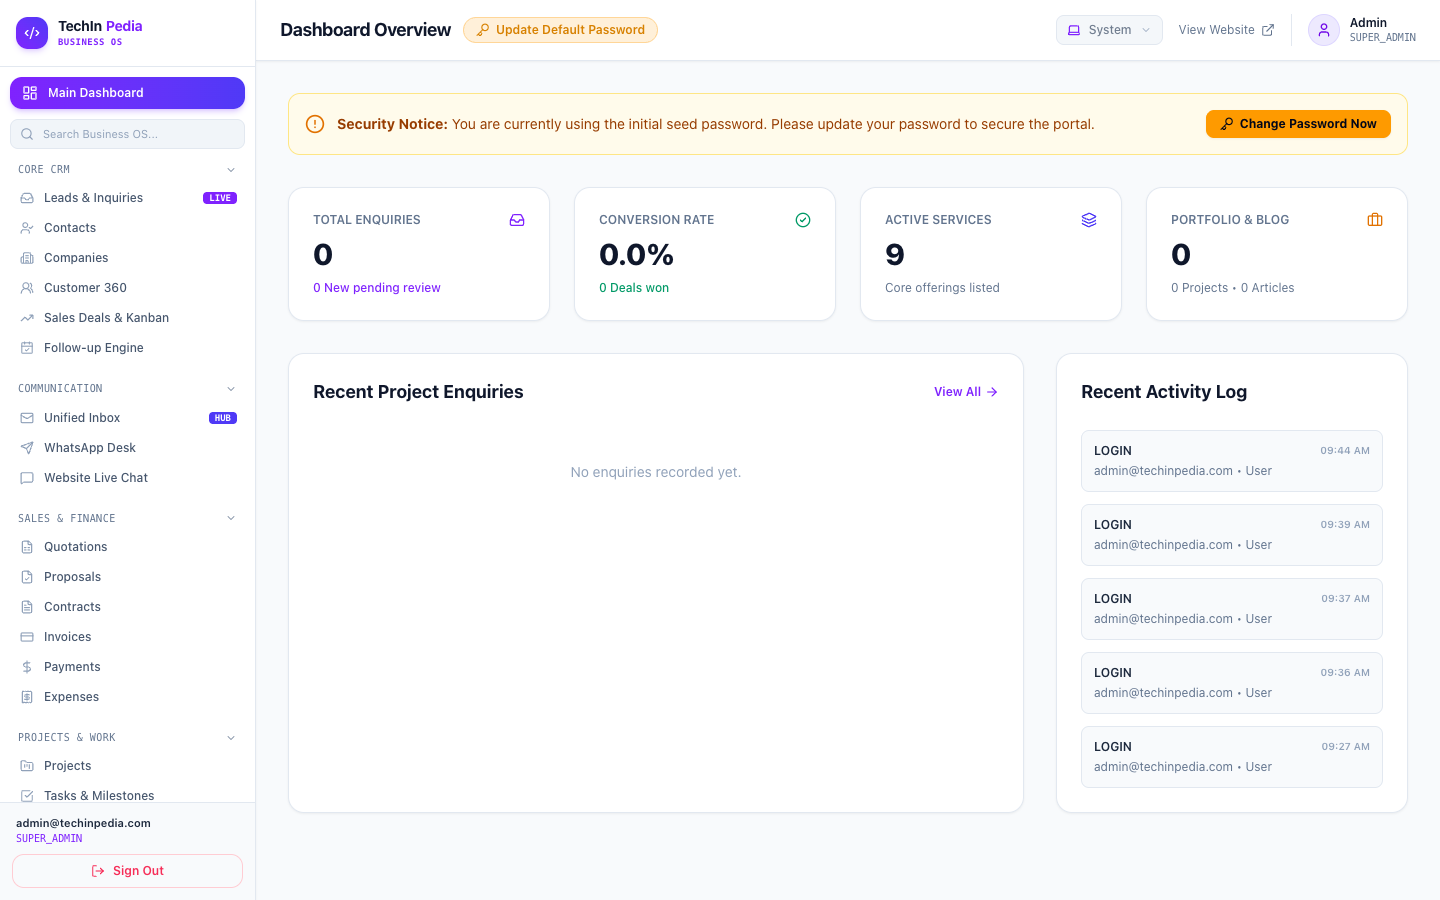 TechIn Pedia
BUSINESS OS
Main Dashboard
Search Business OS...
CORE CRM
Leads & Inquiries LIVE
Contacts
Companies
Customer 360
Sales Deals & Kanban
Follow-up Engine
COMMUNICATION
Unified Inbox HUB
WhatsApp Desk
Website Live Chat
SALES & FINANCE
Quotations
Proposals
Contracts
Invoices
Payments
Expenses
PROJECTS & WORK
Projects
Tasks & Milestones
admin@techinpedia.com
SUPER_ADMIN
Sign Out
Dashboard Overview
Update Default Password
System
View Website
Admin
SUPER_ADMIN
Security Notice: You are currently using the initial seed password. Please update your password to secure the portal.
Change Password Now
TOTAL ENQUIRIES
0
0 New pending review
CONVERSION RATE
0.0%
0 Deals won
ACTIVE SERVICES
9
Core offerings listed
PORTFOLIO & BLOG
0
0 Projects • 0 Articles
Recent Project Enquiries
View All
No enquiries recorded yet.
Recent Activity Log
LOGIN 09:44 AM
admin@techinpedia.com • User
LOGIN 09:39 AM
admin@techinpedia.com • User
LOGIN 09:37 AM
admin@techinpedia.com • User
LOGIN 09:36 AM
admin@techinpedia.com • User
LOGIN 09:27 AM
admin@techinpedia.com • User